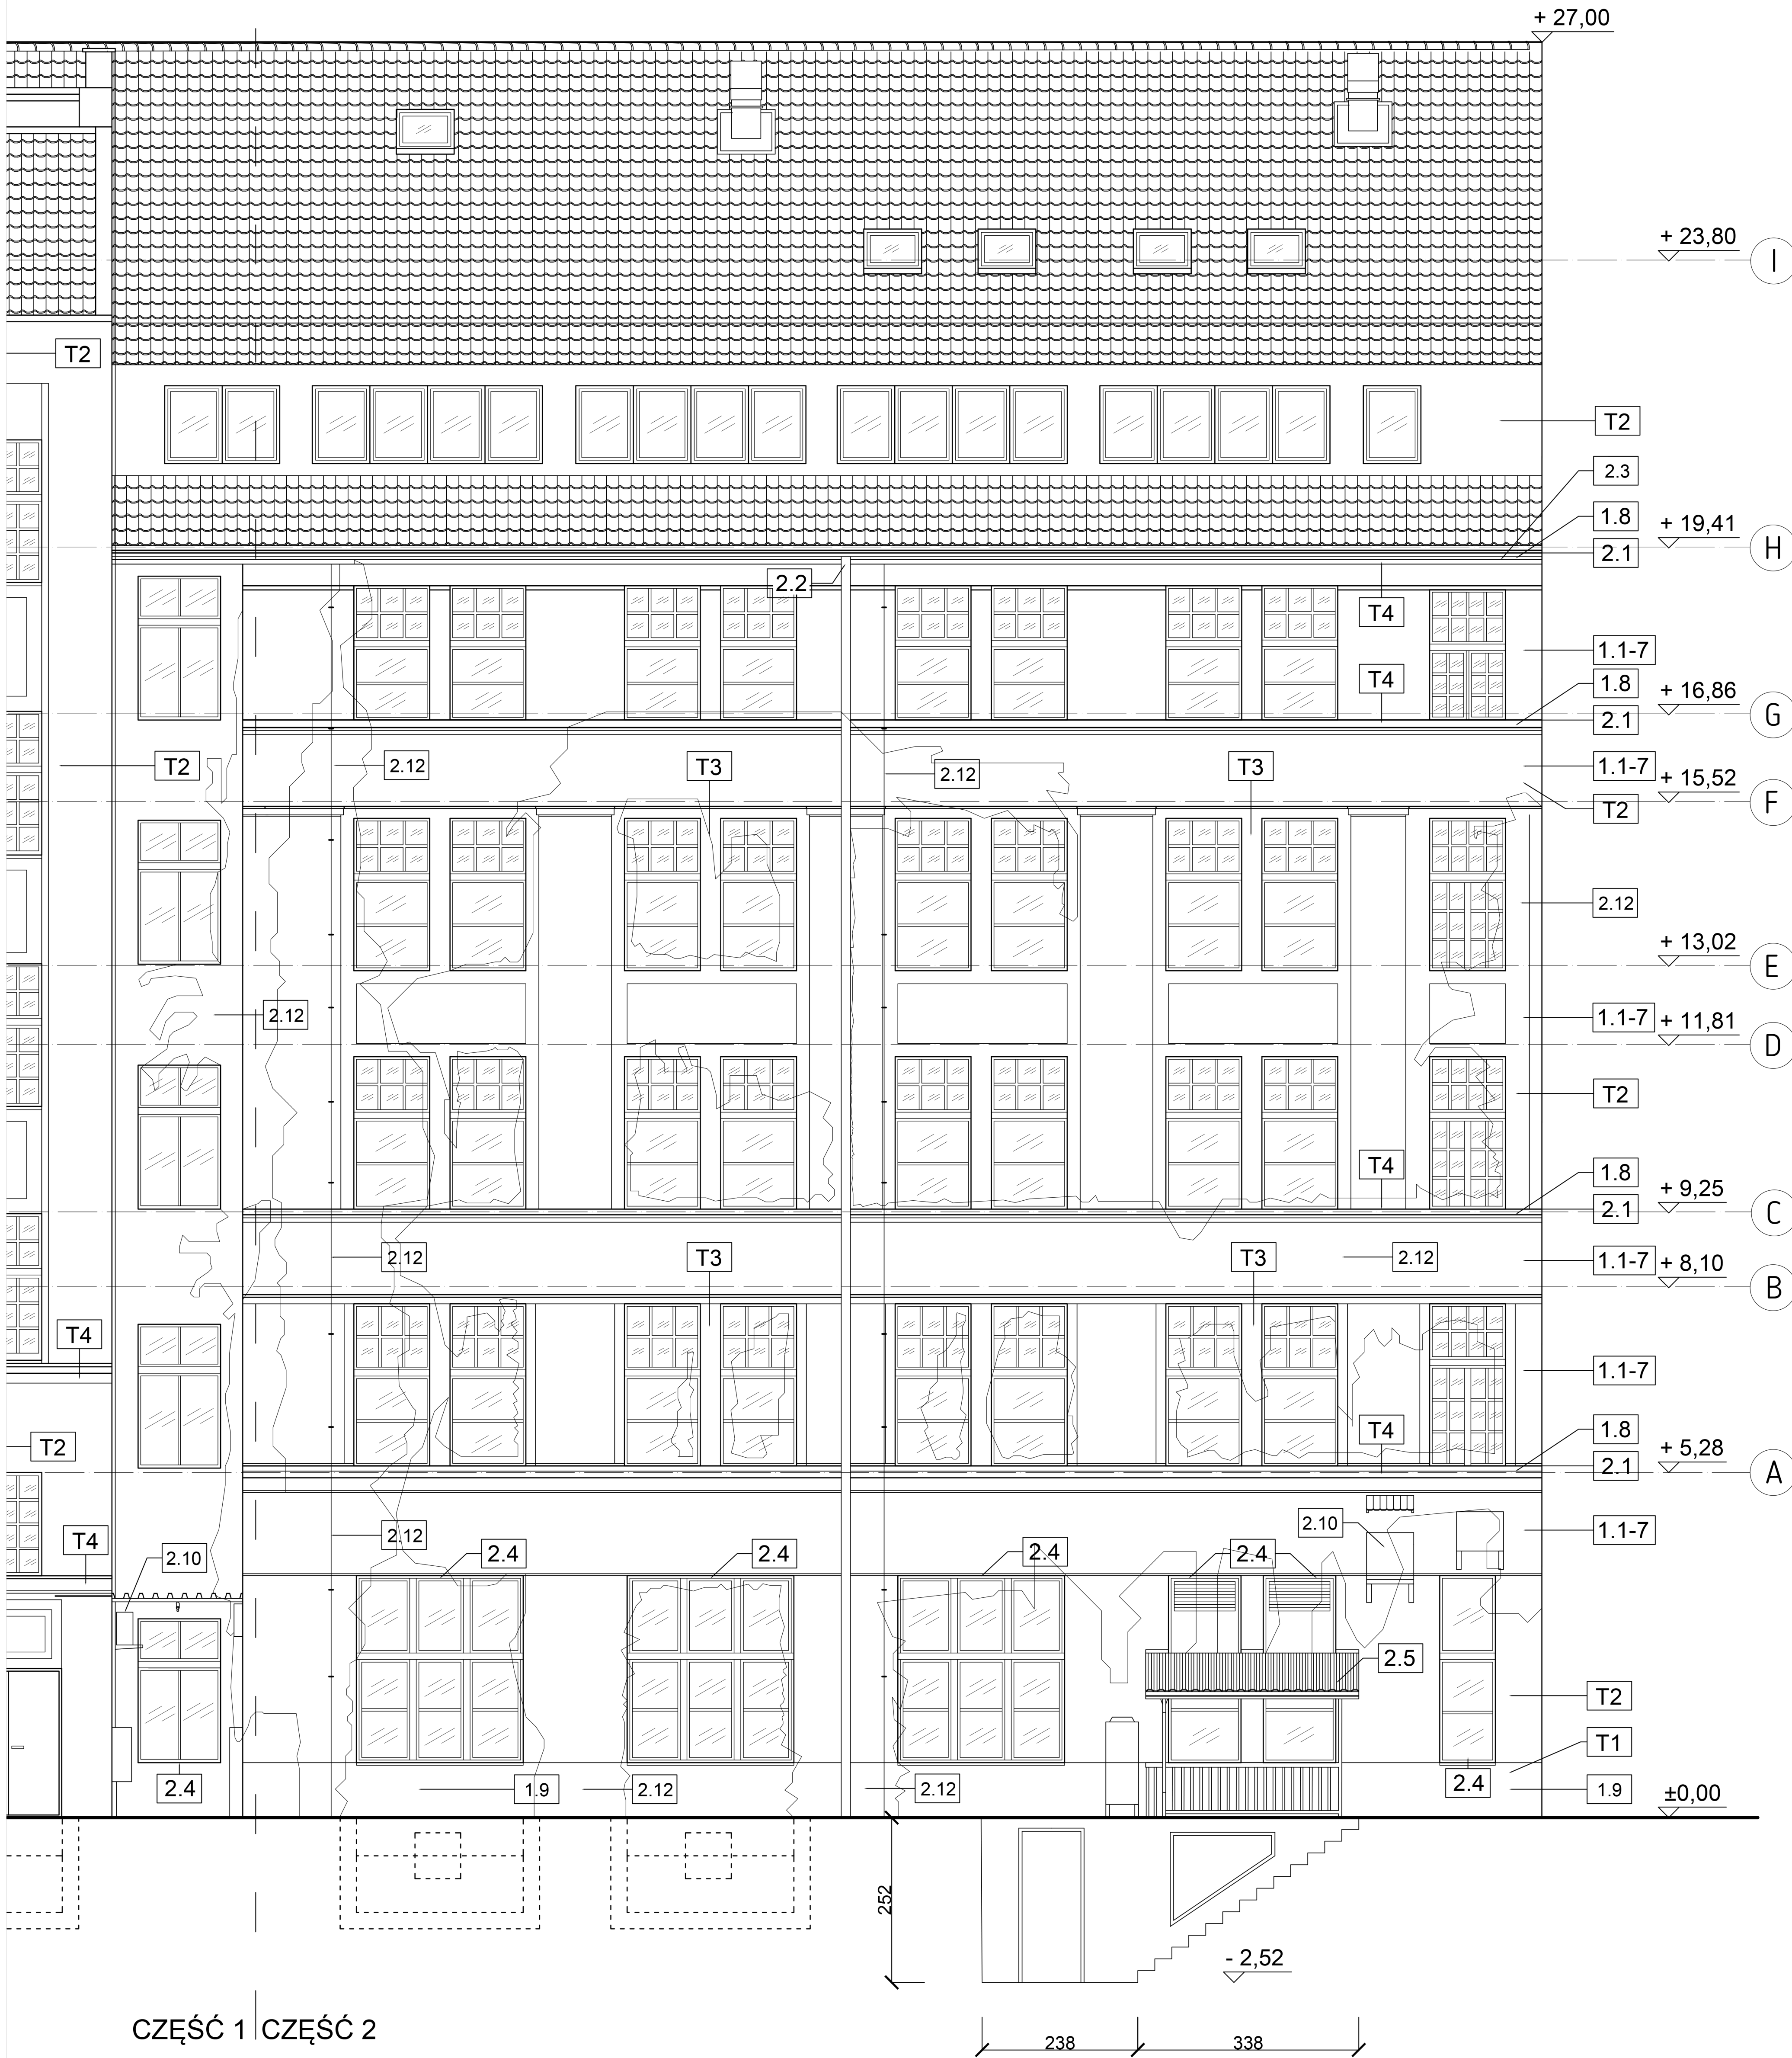 + 27,00
+ 23,80
I
T2
T2
2.3
1.8
+ 19,41
2.1
H
2.2
T4
1.1-7
T4
1.8
+ 16,86
2.1
G
T2
2.12
T3
2.12
T3
1.1-7
+ 15,52
T2
F
2.12
+ 13,02
E
2.12
1.1-7
+ 11,81
D
T2
T4
1.8
+ 9,25
2.1
C
2.12
T3
T3
2.12
1.1-7
+ 8,10
B
T4
1.1-7
T2
T4
1.8
+ 5,28
2.1
A
T4
2.10
2.12
2.4
2.4
2.4
2.4
2.10
1.1-7
2.5
T2
T1
2.4
1.9
2.12
2.12
2.4
1.9
±0,00
252
- 2,52
CZĘŚĆ 1
CZĘŚĆ 2
238
338